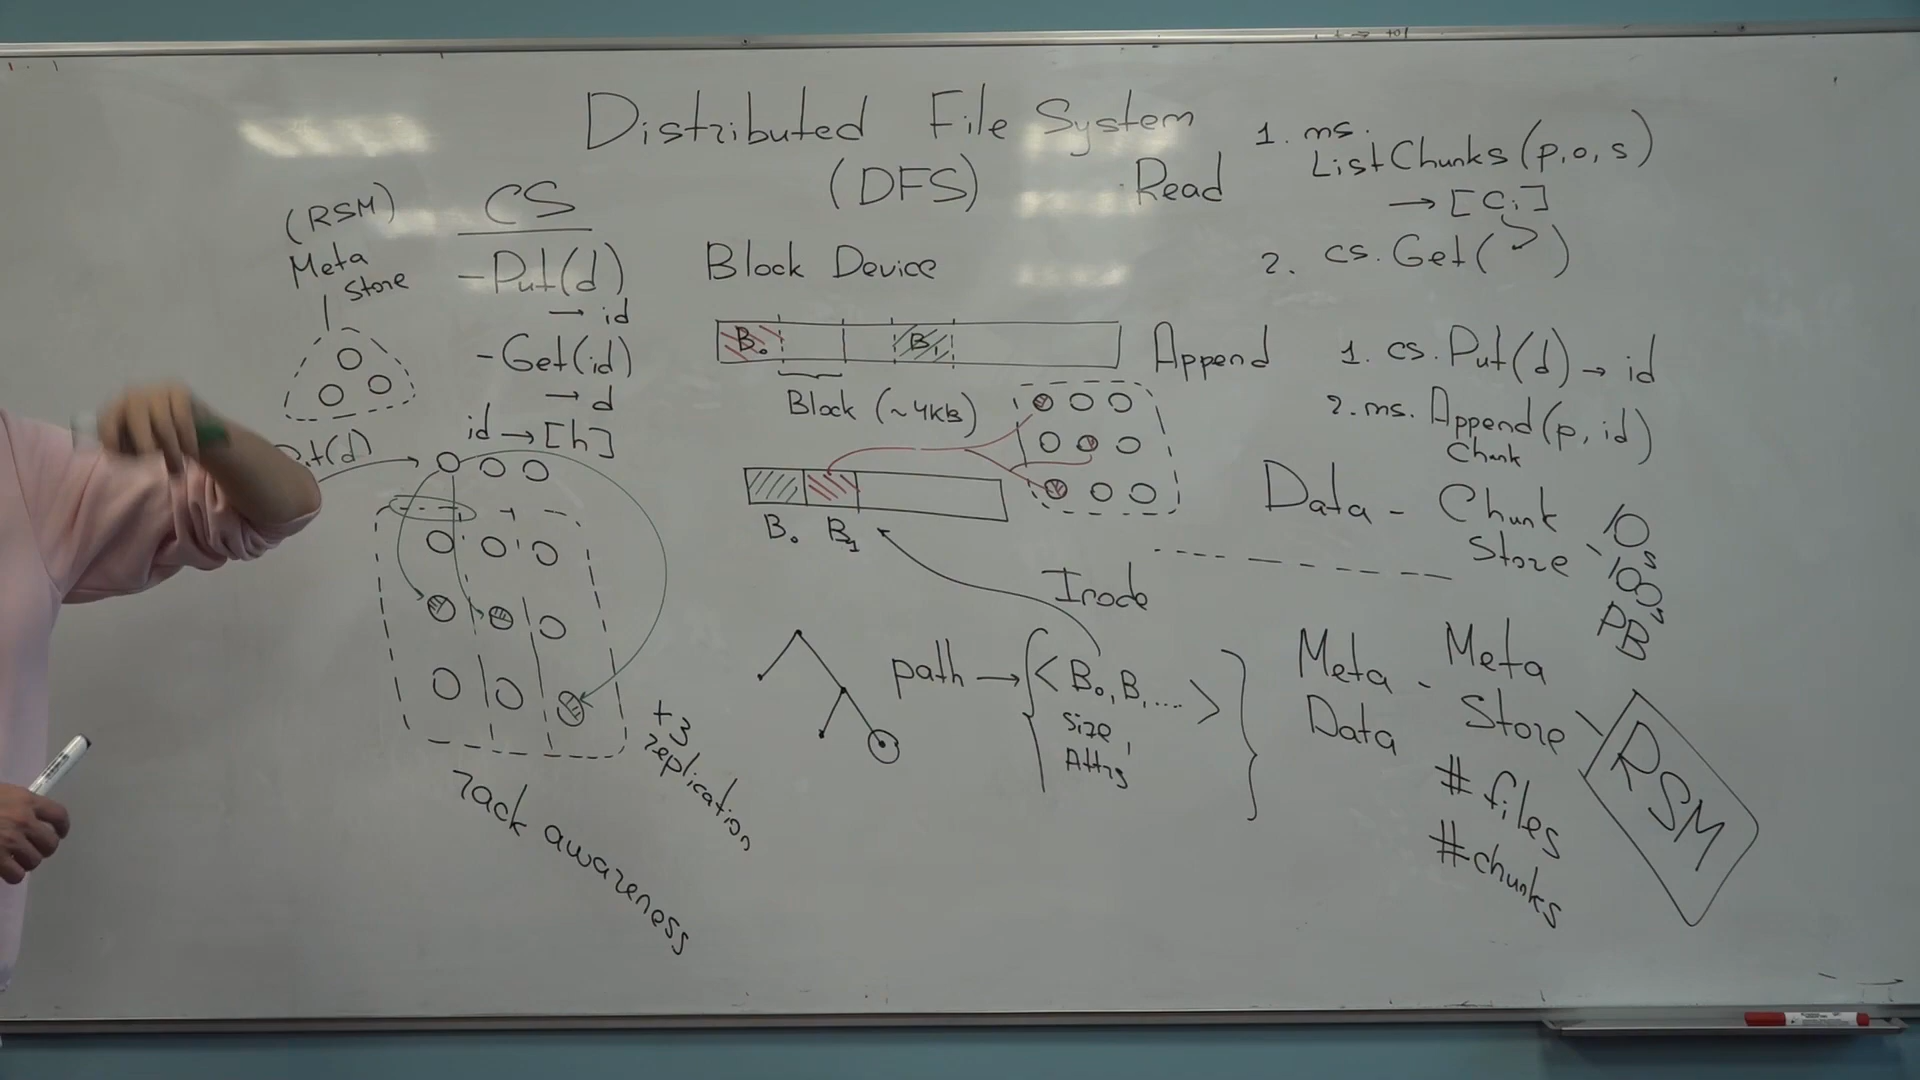 Distributed File System
(DFS)
(RSM)
Meta
Store
CS
-Put(d)
→ id
-Get(id)
→ d
id → [h]
+3
replication
rack awareness
Block Device
B0
B1
Block (~4Kb)
B0 B1
Inode
path → < B0, B1, .... >
Size,
Attrs
Read
1. ms.
ListChunks(p,o,s)
→ [ci]
2. cs.Get( )
Append
1. cs.Put(d) → id
2. ms. Append(p, id)
Chunk
Data - Chunk
Store
10s
100s
PB
Meta - Meta
Data Store
RSM
# files
#chunks